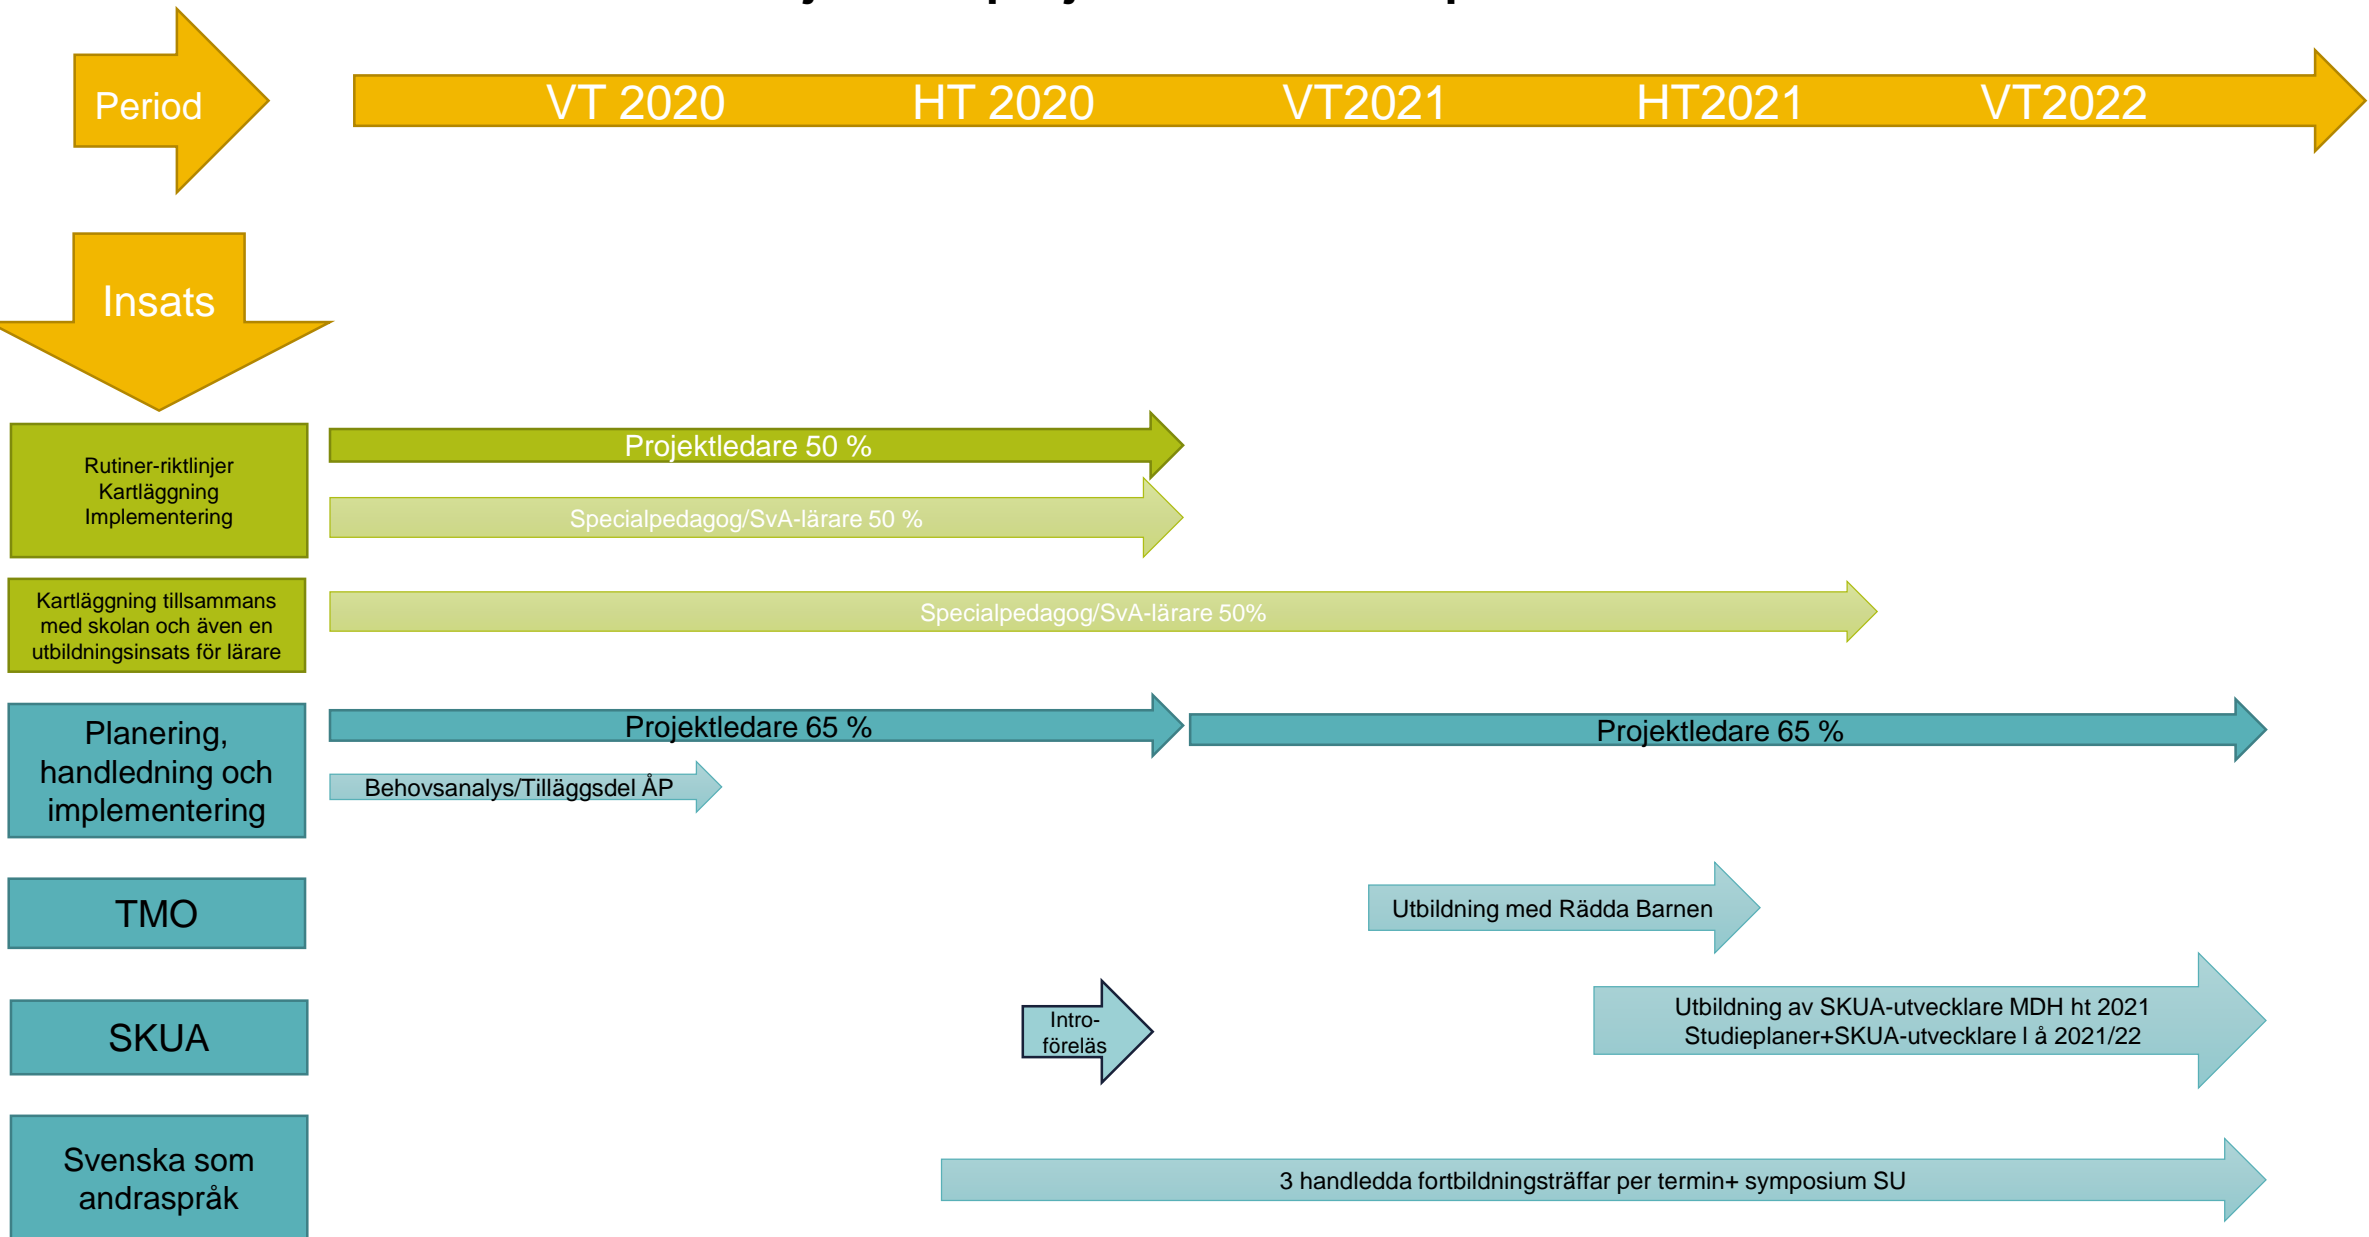 Period
VT 2020
HT 2020
VT2021
HT2021
VT2022
Insats
Rutiner-riktlinjer
Kartläggning
Implementering
Projektledare 50 %
Specialpedagog/SvA-lärare 50 %
Kartläggning tillsammans
med skolan och även en
utbildningsinsats för lärare
Specialpedagog/SvA-lärare 50%
Planering,
handledning och
implementering
Projektledare 65 %
Projektledare 65 %
Behovsanalys/Tilläggsdel ÅP
TMO
Utbildning med Rädda Barnen
SKUA
Intro-
föreläs
Utbildning av SKUA-utvecklare MDH ht 2021
Studieplaner+SKUA-utvecklare l å 2021/22
Svenska som
andraspråk
3 handledda fortbildningsträffar per termin+ symposium SU